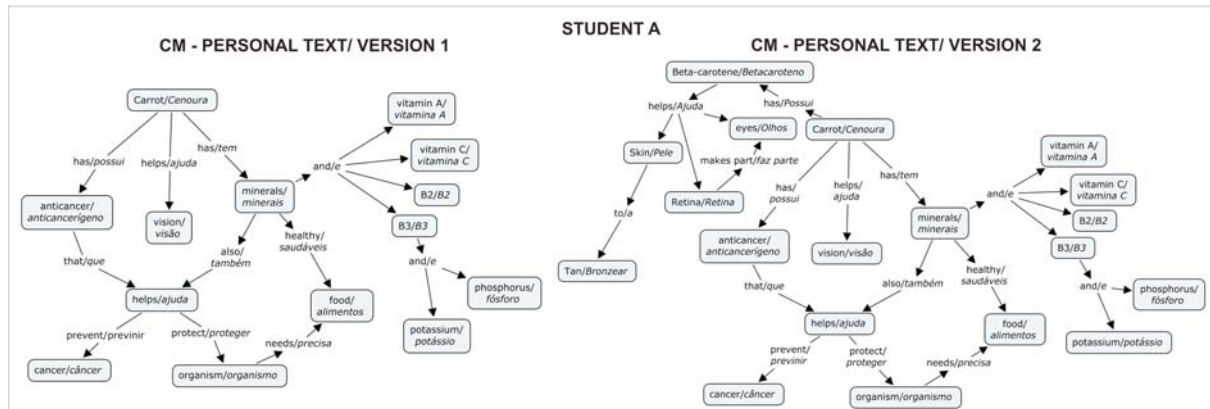 STUDENT A
CM - PERSONAL TEXT/ VERSION 1
Carrot/Cenoura
has/possui
helps/ajuda
has/tem
anticancer/
anticancerígeno
vision/
visão
minerals/
minerais
and/e
vitamin A/
vitamina A
vitamin C/
vitamina C
B2/B2
B3/B3
and/e
phosphorus/
fósforo
potassium/
potássio
that/que
also/
também
healthy/
saudáveis
helps/ajuda
food/
alimentos
prevent/previnir
protect/proteger
needs/precisa
cancer/câncer
organism/organismo
CM - PERSONAL TEXT/ VERSION 2
Beta-carotene/Betacaroteno
helps/Ajuda
has/Possui
eyes/Olhos
Carrot/Cenoura
Skin/Pele
makes part/faz parte
Retina/Retina
to/a
Tan/Bronzear
has/
possui
helps/
ajuda
has/tem
anticancer/
anticancerígeno
vision/visão
minerals/
minerais
and/e
vitamin A/
vitamina A
vitamin C/
vitamina C
B2/B2
B3/B3
and/e
phosphorus/
fósforo
potassium/potássio
that/que
also/também
healthy/
saudáveis
helps/ajuda
food/
alimentos
prevent/
previnir
protect/
proteger
needs/precisa
cancer/câncer
organism/organismo